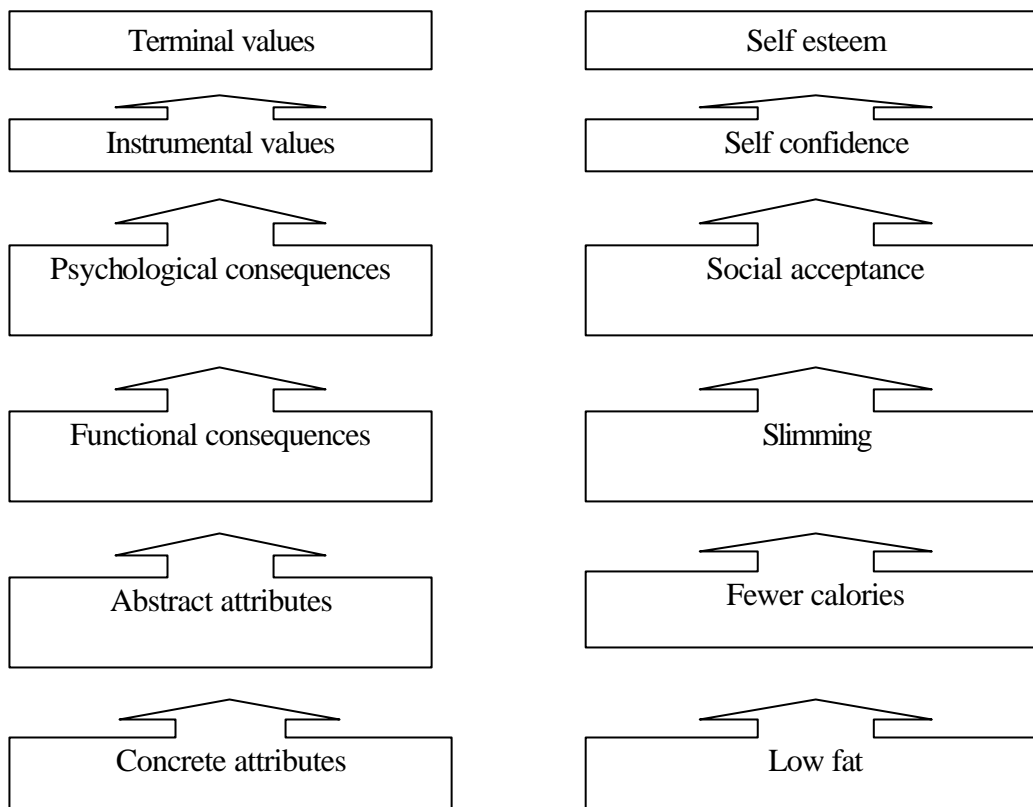 Terminal values
Self esteem
Instrumental values
Self confidence
Psychological consequences
Social acceptance
Functional consequences
Slimming
Abstract attributes
Fewer calories
Concrete attributes
Low fat